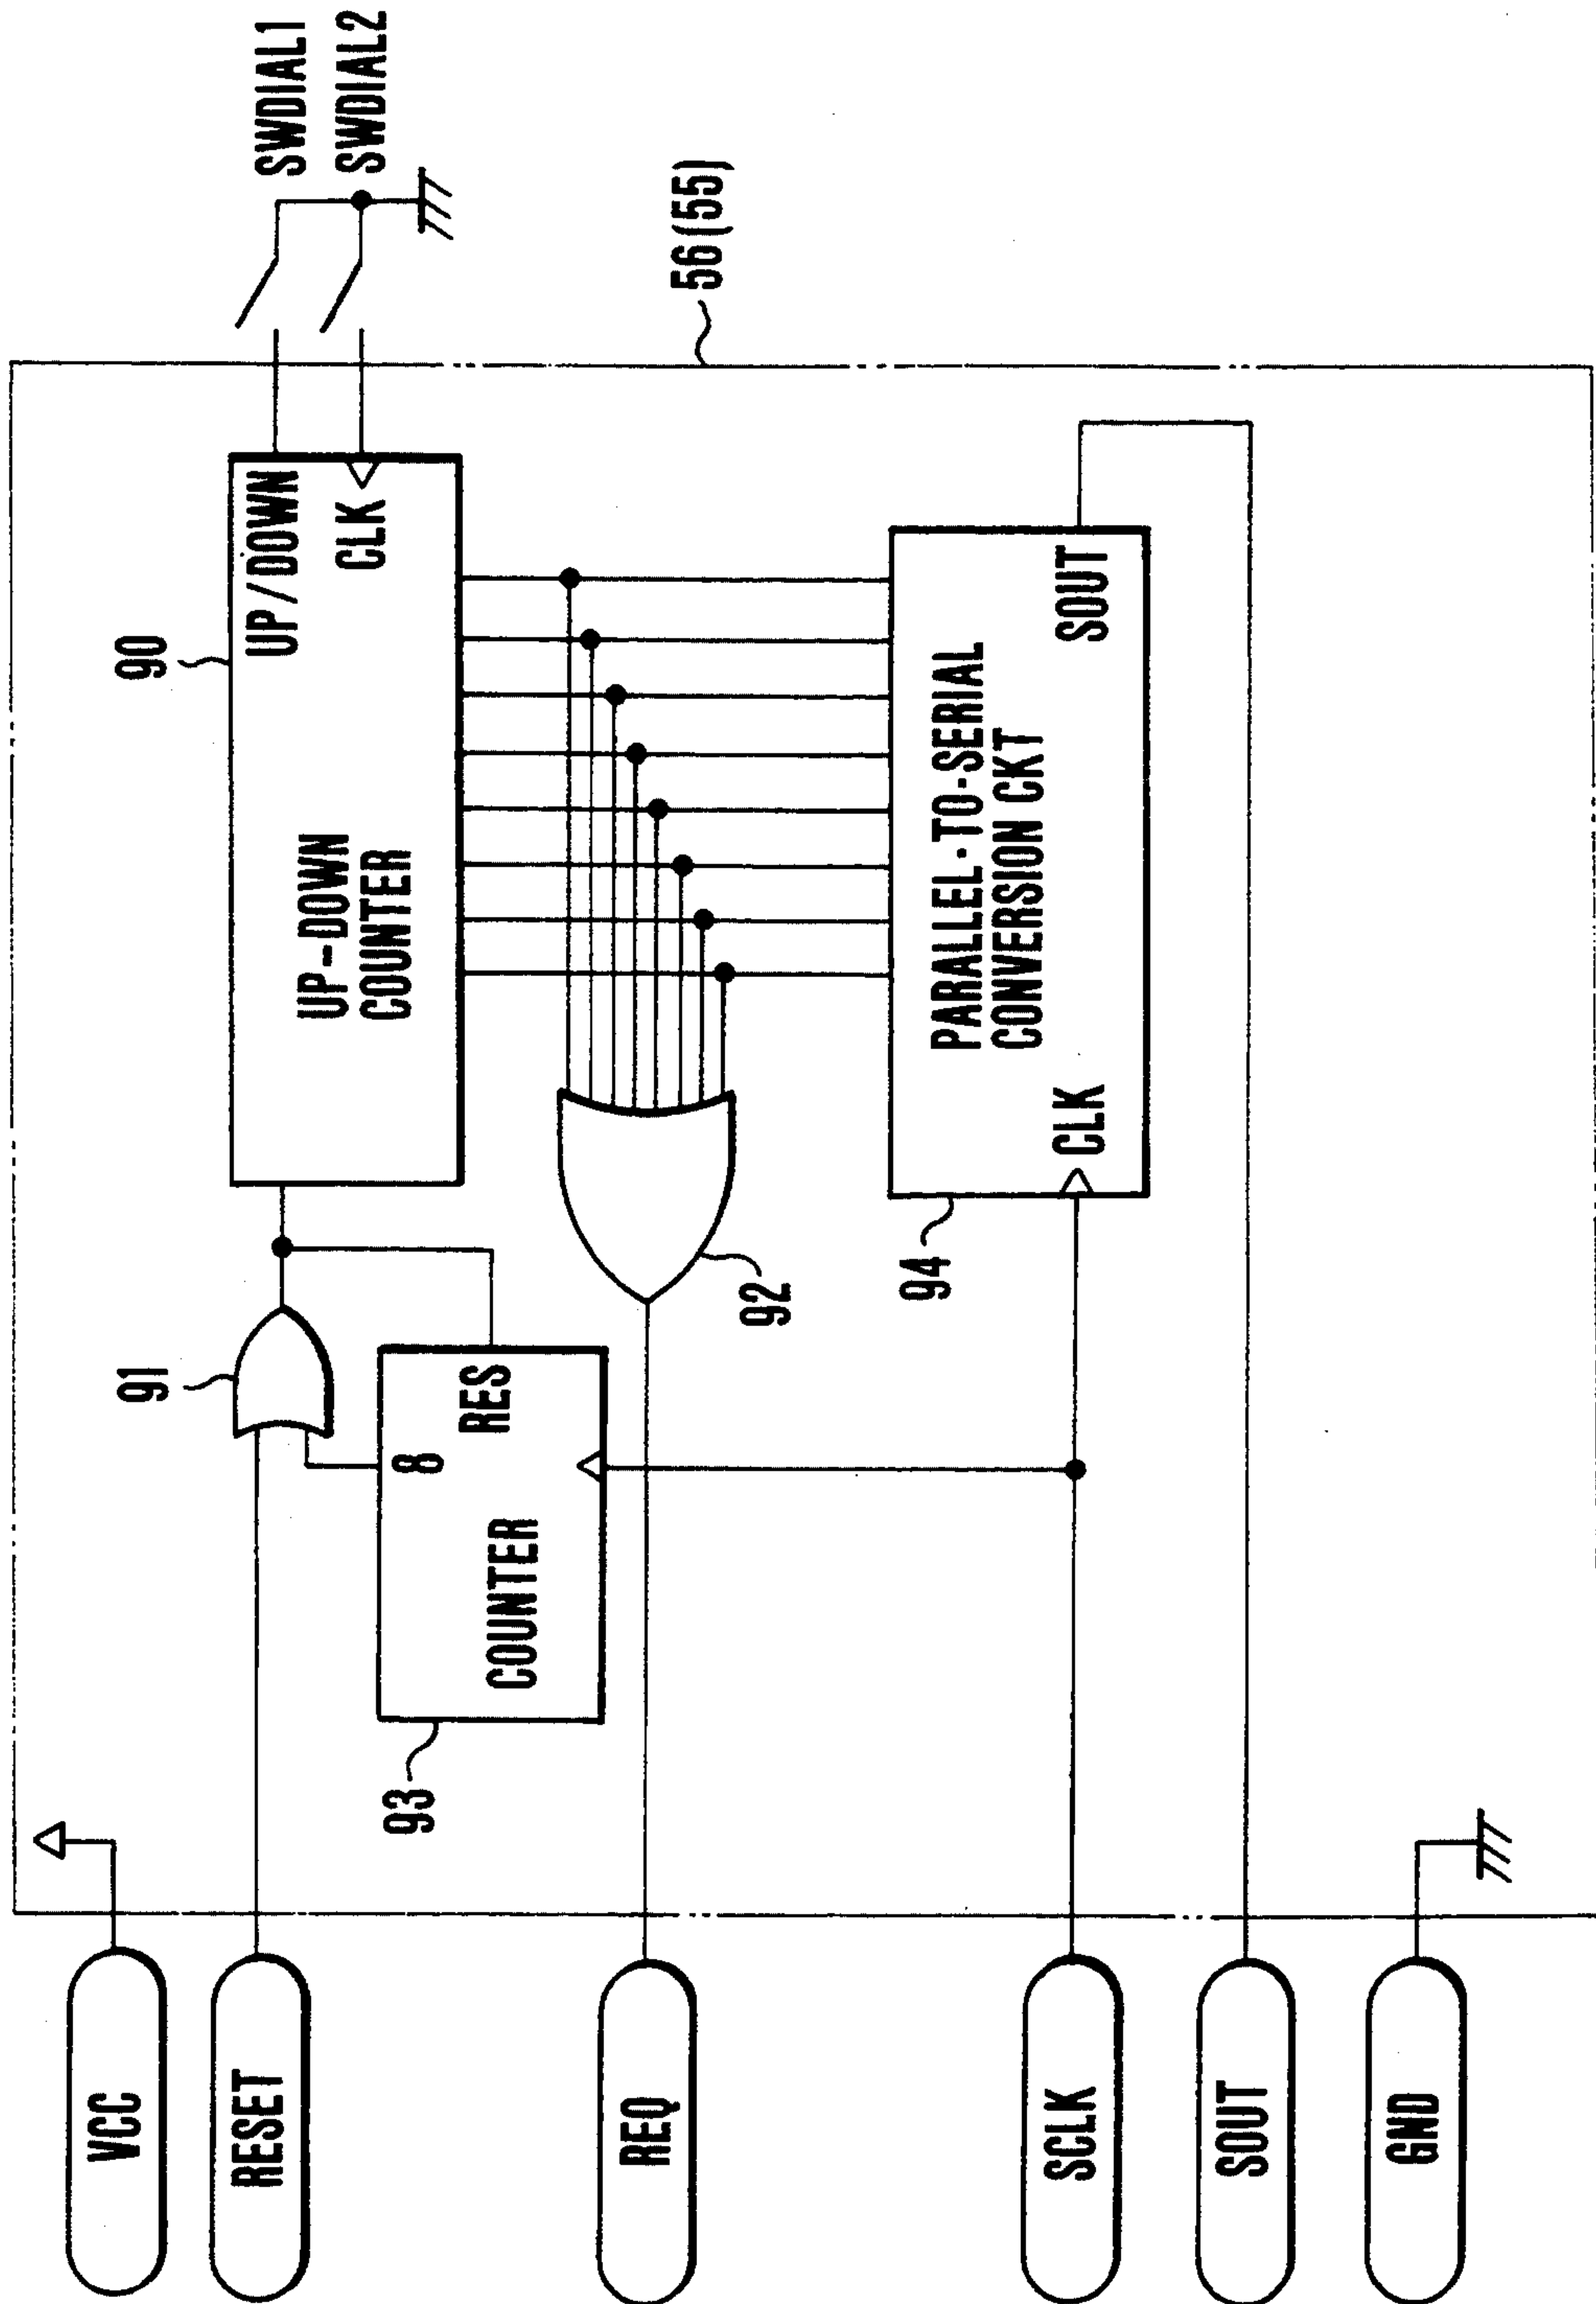 VCC
RESET
REQ
SCLK
SOUT
GND
91
93
8
RES
COUNTER
90
UP/DOWN
CLK
UP-DOWN
COUNTER
92
94
PARALLEL-TO-SERIAL
CONVERSION CKT
CLK
SOUT
SWDIAL1
SWDIAL2
56(55)